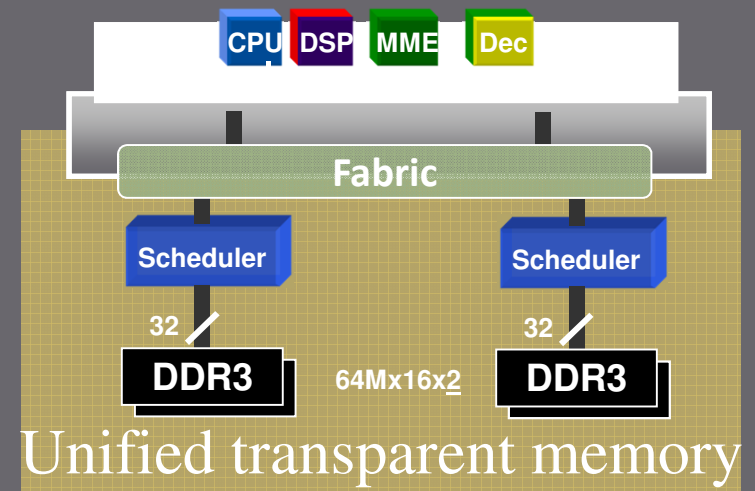 CPU DSP MME Dec
Fabric
Scheduler Scheduler
32 32
DDR3 64Mx16x2 DDR3
Unified transparent memory